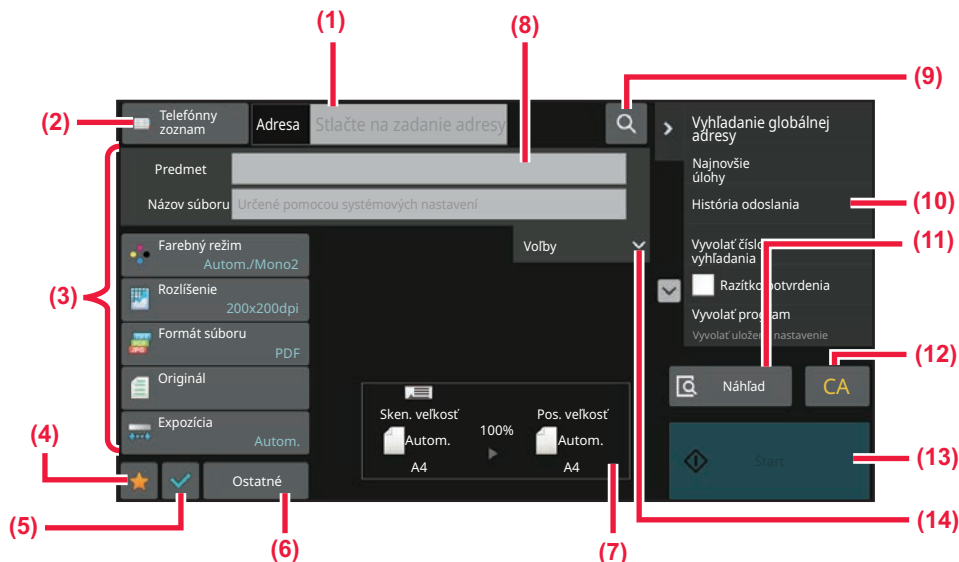 (1)
(8)
(9)
(2)
Telefónny
zoznam
Adresa
Stlačte na zadanie adresy
Vyhľadanie globálnej
adresy
Predmet
Najnovšie
úlohy
Názov súboru
Určené pomocou systémových nastavení
História odoslania
(10)
(11)
Voľby
(3)
Farebný režim
Autom./Mono2
Vyvolať číslo
vyhľadania
Rozlíšenie
200x200dpi
Razítko potvrdenia
Formát súboru
PDF
Vyvolať program
Vyvolať uložené nastavenie
(12)
Originál
Náhľad
CA
Expozícia
Autom.
Sken. veľkosť
Autom.
A4
100%
Pos. veľkosť
Autom.
A4
(4)
Start
(13)
Ostatné
(5)
(6)
(7)
(14)